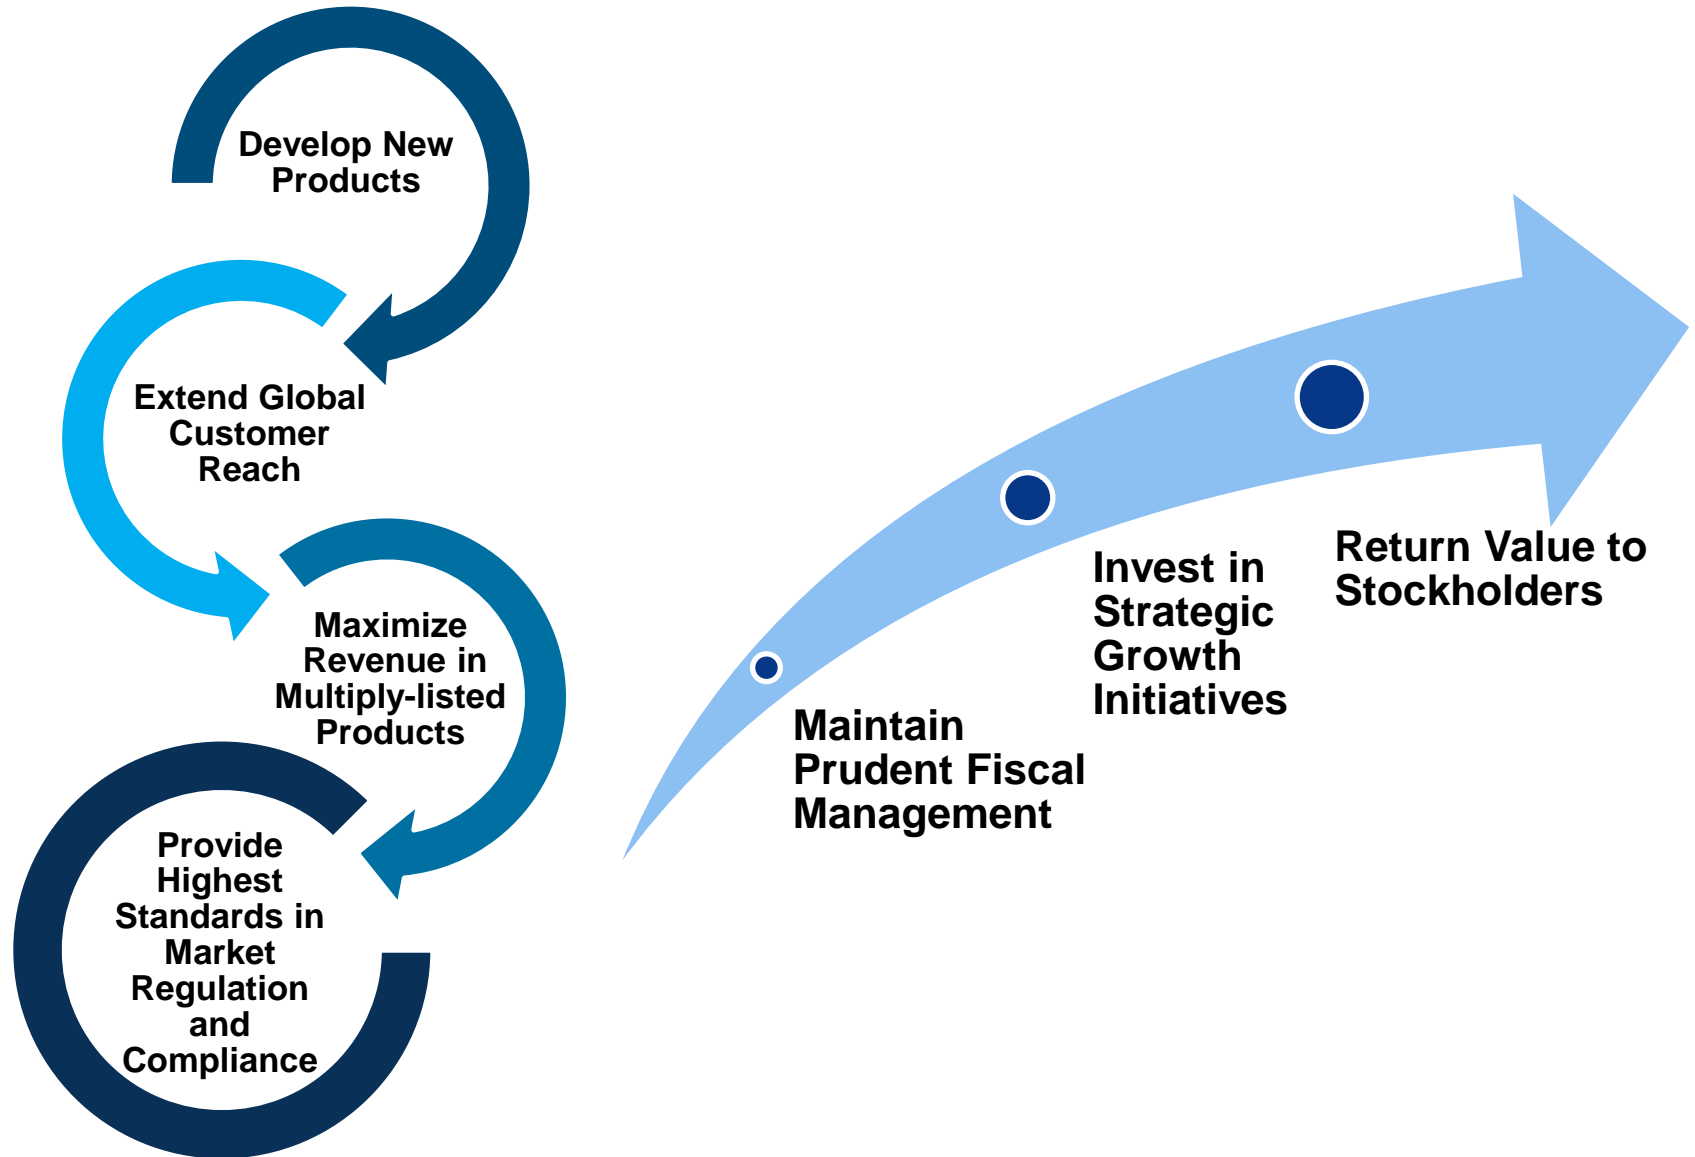 Develop New
Products
Extend Global
Customer
Reach
Maximize
Revenue in
Multiply-listed
Products
Provide
Highest
Standards in
Market
Regulation
and
Compliance
Maintain
Prudent Fiscal
Management
Invest in
Strategic
Growth
Initiatives
Return Value to
Stockholders